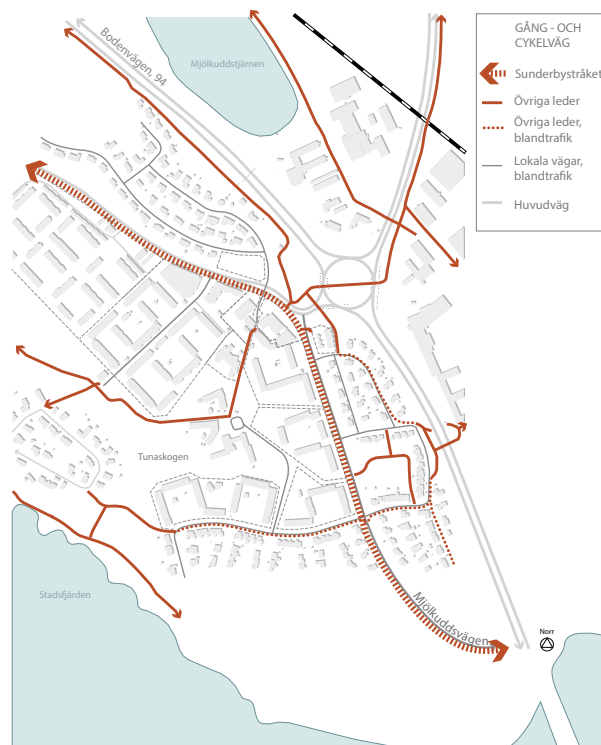 GÅNG - OCH
CYKELVÄG
Sunderbystråket
Övriga leder
Övriga leder,
blandtrafik
Lokala vägar,
blandtrafik
Huvudväg
Bodenvägen, 94
Mjölkuddstjärnen
Tunaskogen
Stadsfjärden
Mjölkuddsvägen
Norr